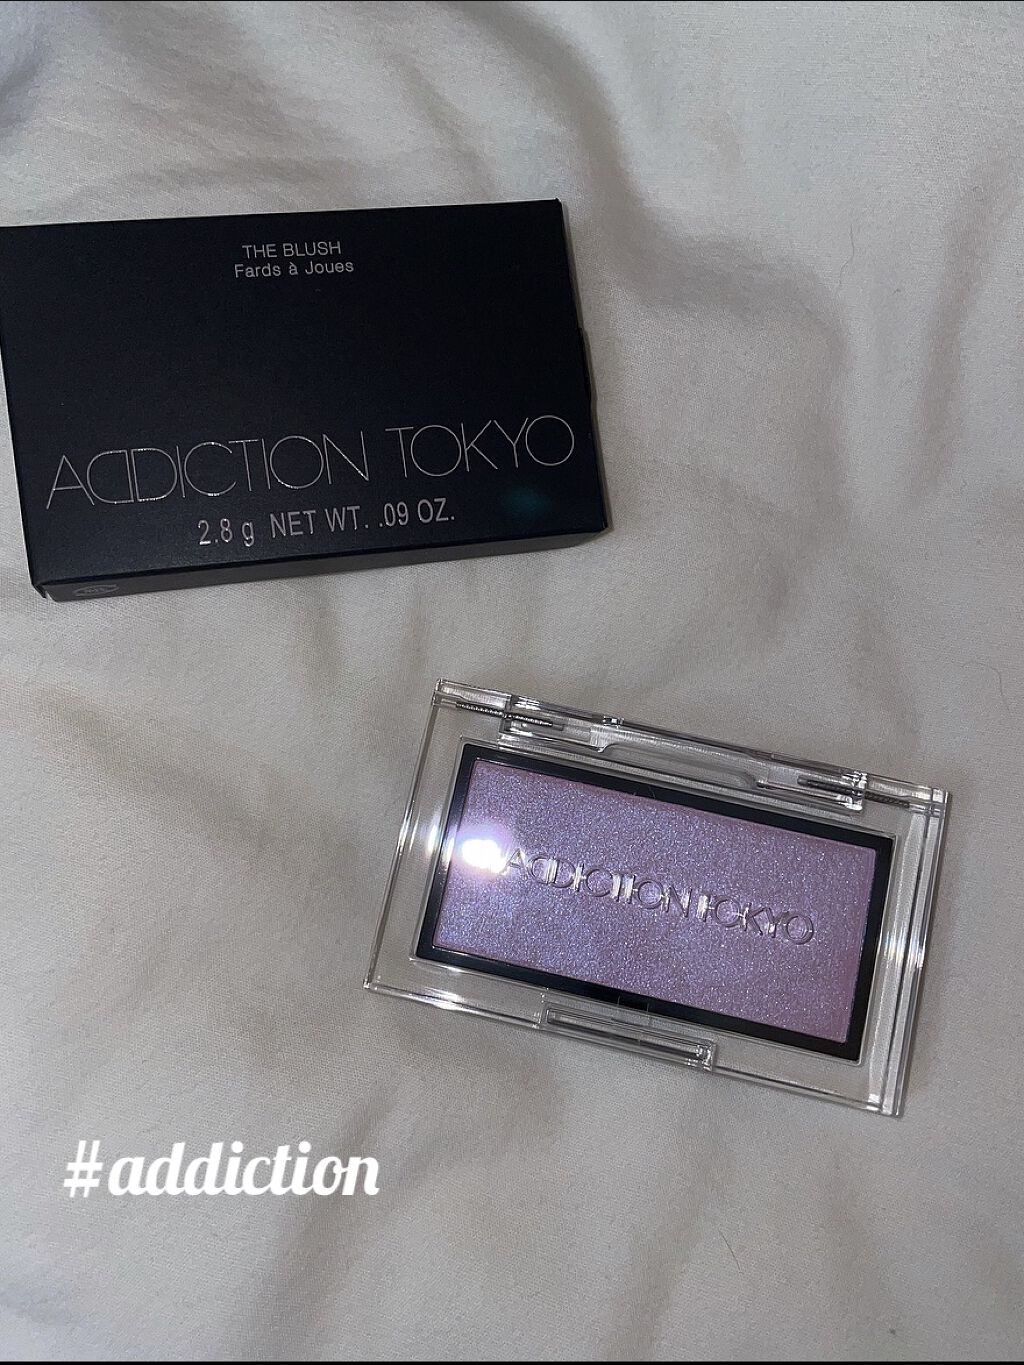 THE BLUSH
Fards à Joues
ADDICTION TOKYO
2.8 g NET WT. .09 OZ.
ADDICTION TOKYO
#addiction